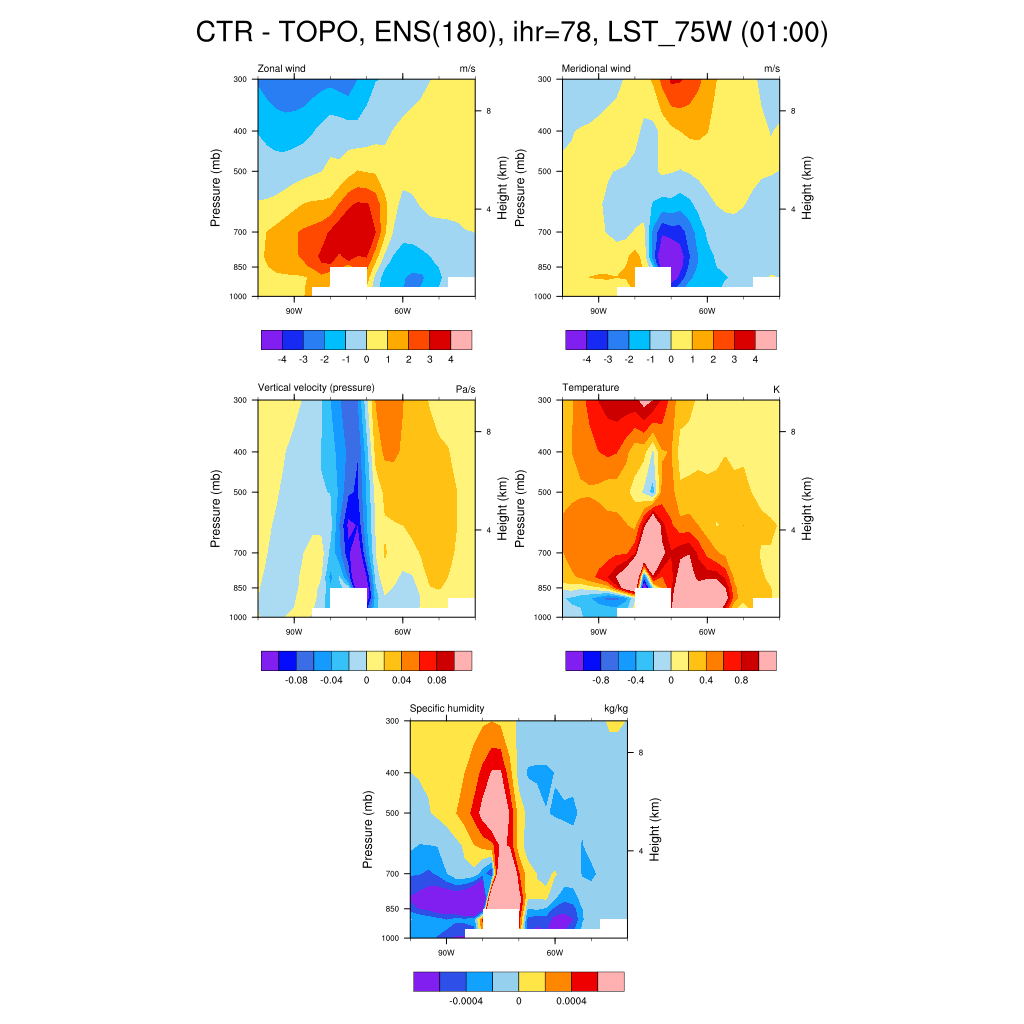 CTR - TOPO, ENS(180), ihr=78, LST_75W (01:00)
Zonal wind m/s
Meridional wind m/s
300
400
500
700
850
1000
Pressure (mb)
8
4
Height (km)
90W 60W
300
400
500
700
850
1000
Pressure (mb)
8
4
Height (km)
90W 60W
-4 -3 -2 -1 0 1 2 3 4
-4 -3 -2 -1 0 1 2 3 4
Vertical velocity (pressure) Pa/s
Temperature K
300
400
500
700
850
1000
Pressure (mb)
8
4
Height (km)
90W 60W
300
400
500
700
850
1000
Pressure (mb)
8
4
Height (km)
90W 60W
-0.08 -0.04 0 0.04 0.08
-0.8 -0.4 0 0.4 0.8
Specific humidity kg/kg
300
400
500
700
850
1000
Pressure (mb)
8
4
Height (km)
90W 60W
-0.0004 0 0.0004